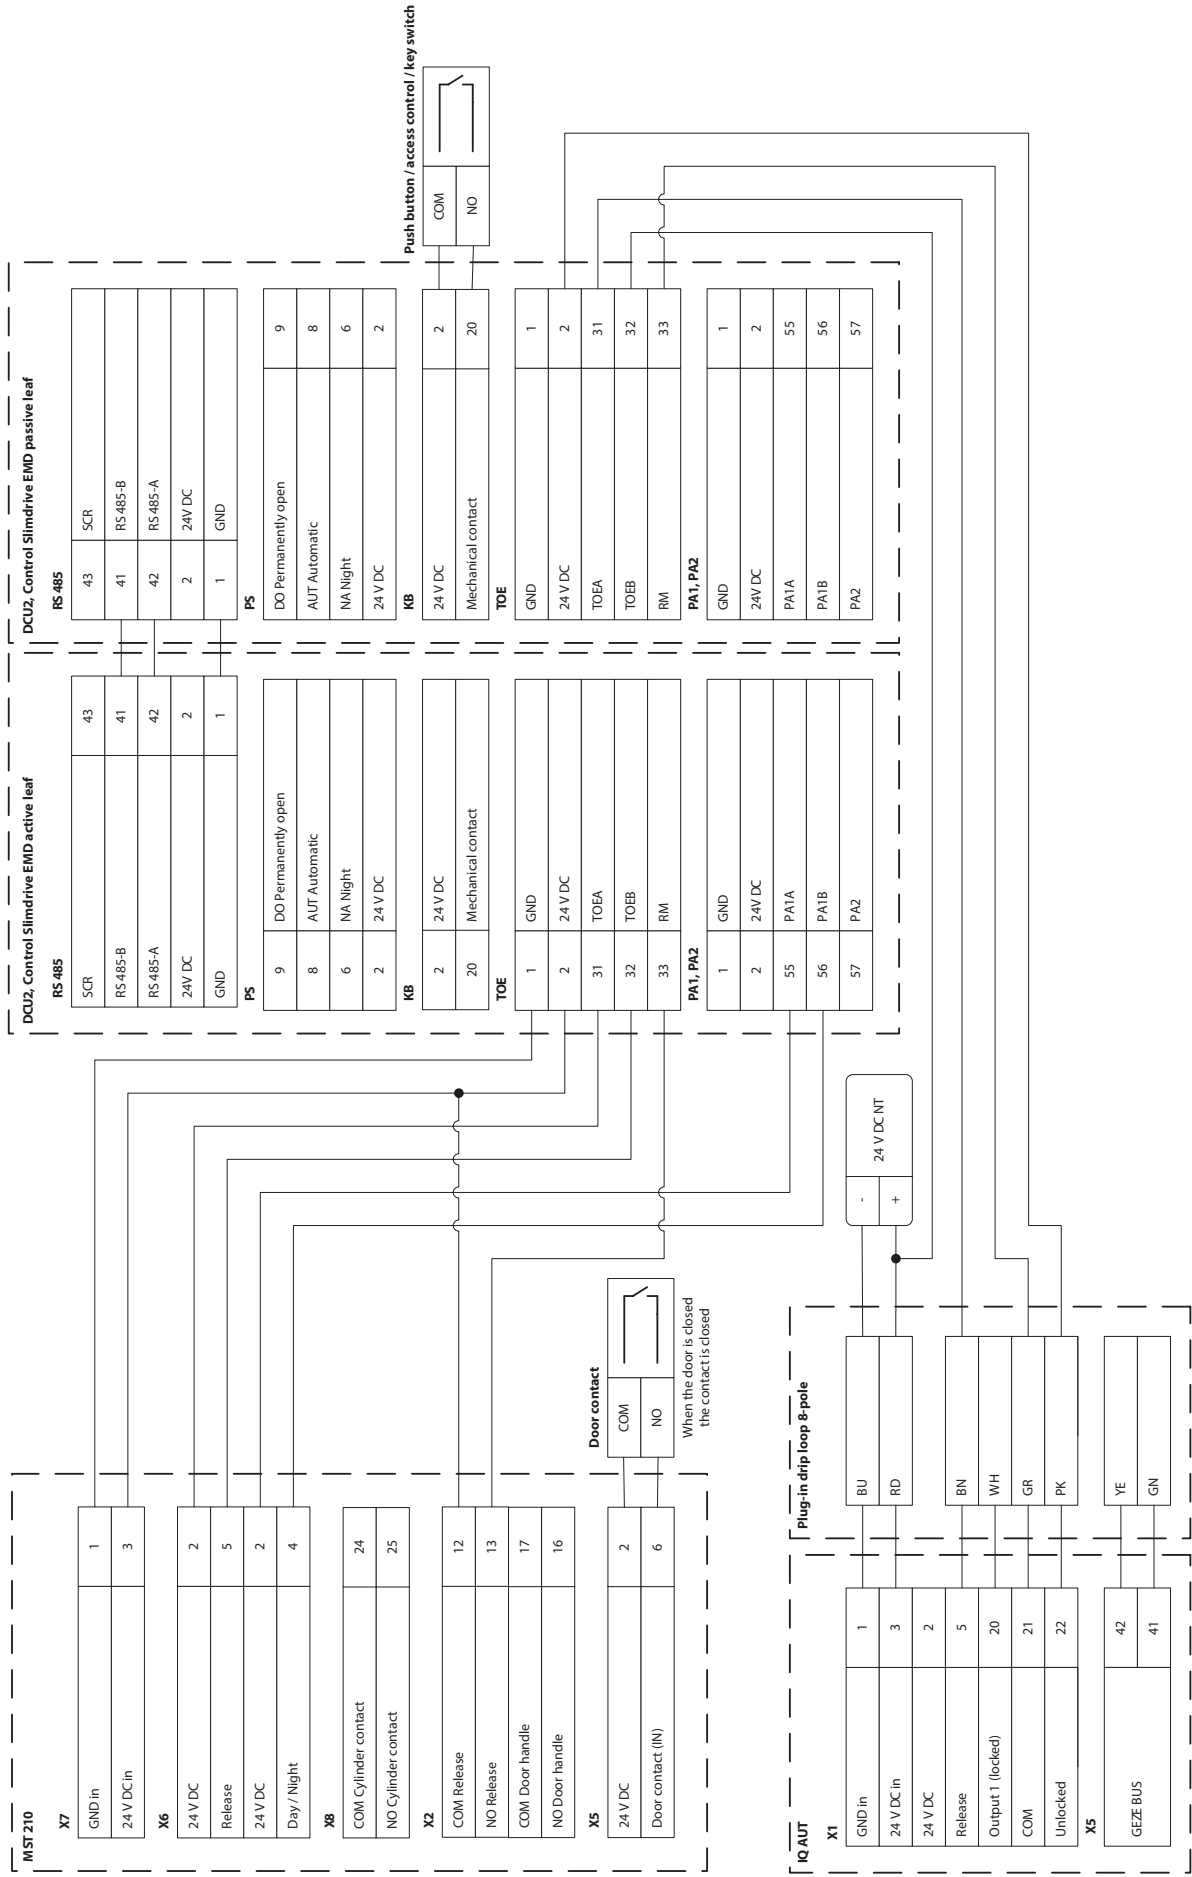 MST 210
X7
GND in 1
24 V DC in 3
X6
24 V DC 2
Release 5
24 V DC 2
Day / Night 4
X8
COM Cylinder contact 24
NO Cylinder contact 25
X2
COM Release 12
NO Release 13
COM Door handle 17
NO Door handle 16
X5
24 V DC 2
Door contact (IN) 6
Door contact
COM
NO
When the door is closed
the contact is closed
IQ AUT
X1
GND in 1
24 V DC in 3
24 V DC 2
Release 5
Output 1 (locked) 20
COM 21
Unlocked 22
X5
GEZE BUS
42
41
Plug-in drip loop 8-pole
BU
RD
BN
WH
GR
PK
YE
GN
-
+
24 V DC NT
DCU2, Control Slimdrive EMD active leaf
RS 485
SCR 43
RS 485-B 41
RS 485-A 42
24V DC 2
GND 1
PS
9 DO Permanently open
8 AUT Automatic
6 NA Night
2 24 V DC
KB
2 24 V DC
20 Mechanical contact
TOE
1 GND
2 24 V DC
31 TOEA
32 TOEB
33 RM
PA1, PA2
1 GND
2 24V DC
55 PA1A
56 PA1B
57 PA2
DCU2, Control Slimdrive EMD passive leaf
RS 485
43 SCR
41 RS 485-B
42 RS 485-A
2 24V DC
1 GND
PS
DO Permanently open 9
AUT Automatic 8
NA Night 6
24 V DC 2
KB
24 V DC 2
Mechanical contact 20
TOE
GND 1
24 V DC 2
TOEA 31
TOEB 32
RM 33
PA1, PA2
GND 1
24V DC 2
PA1A 55
PA1B 56
PA2 57
Push button / access control / key switch
COM
NO